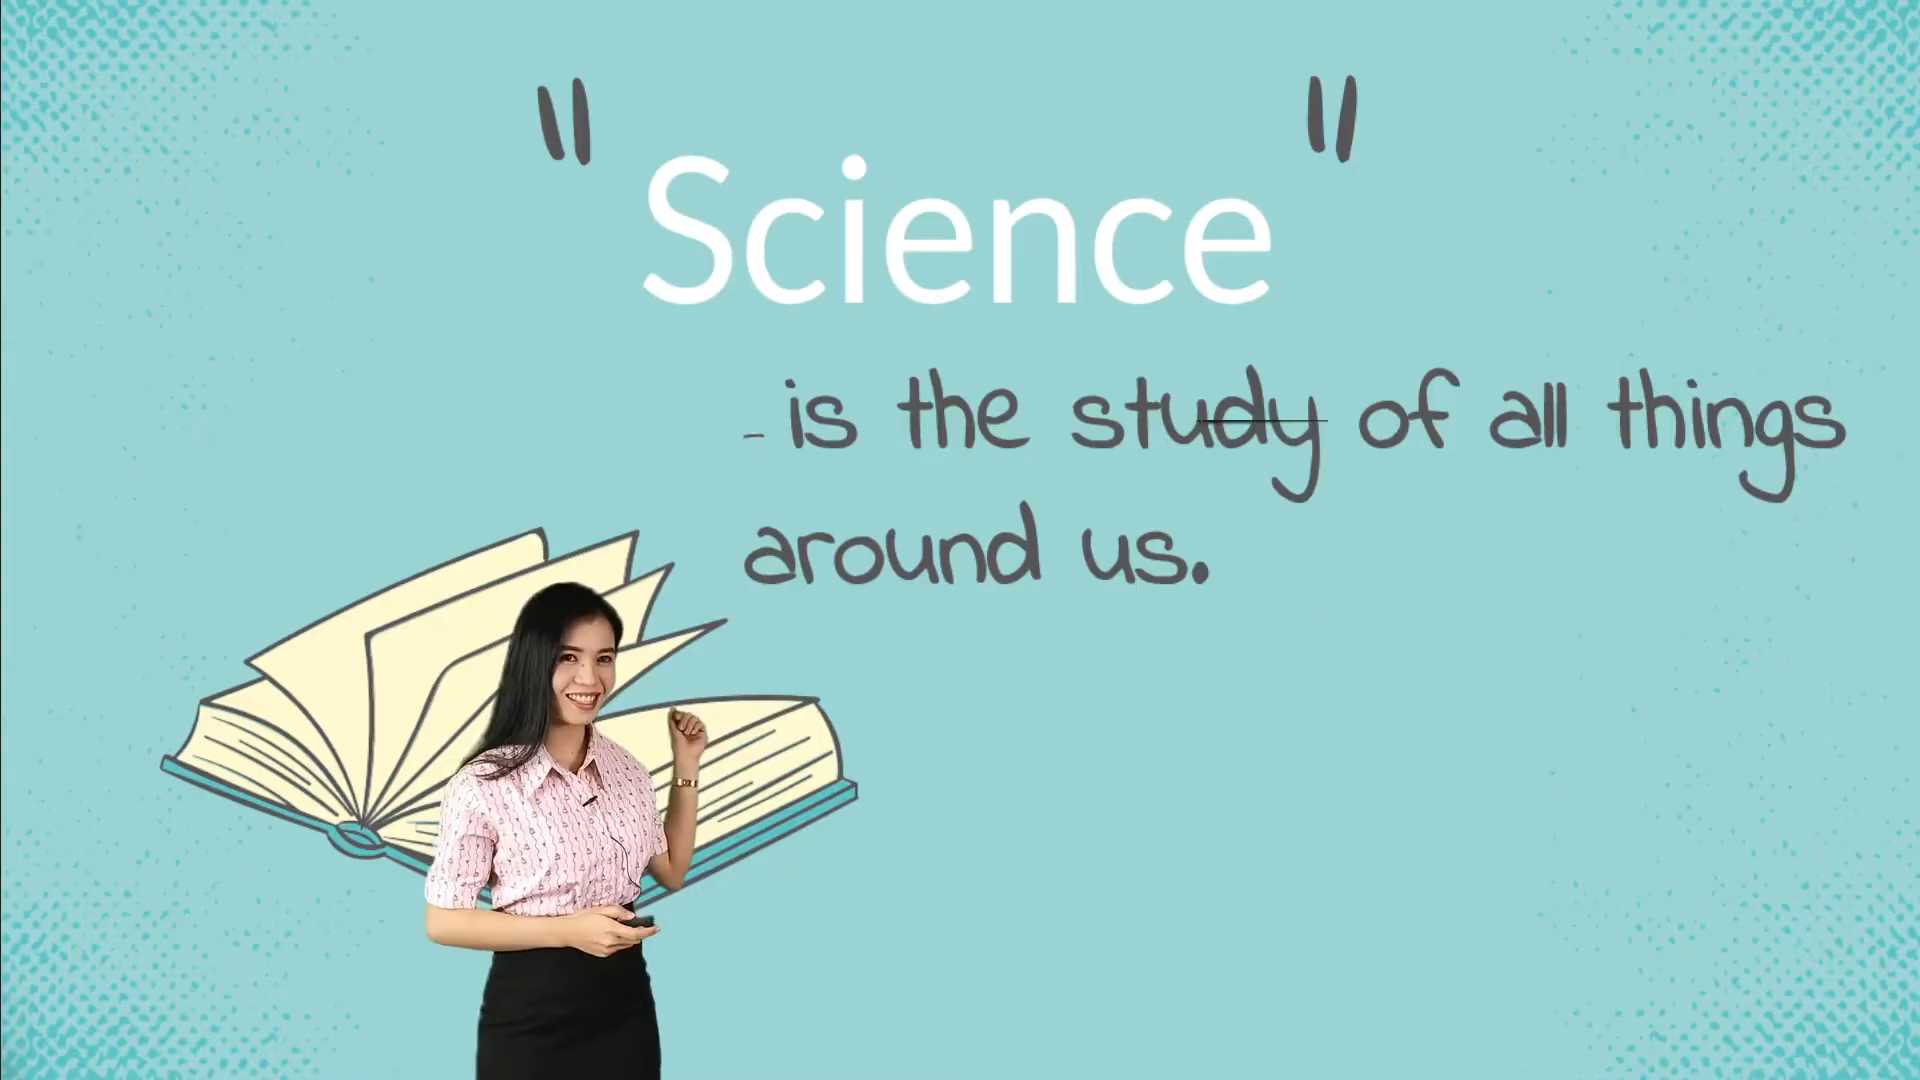 "Science"
- is the study of all things
around us.